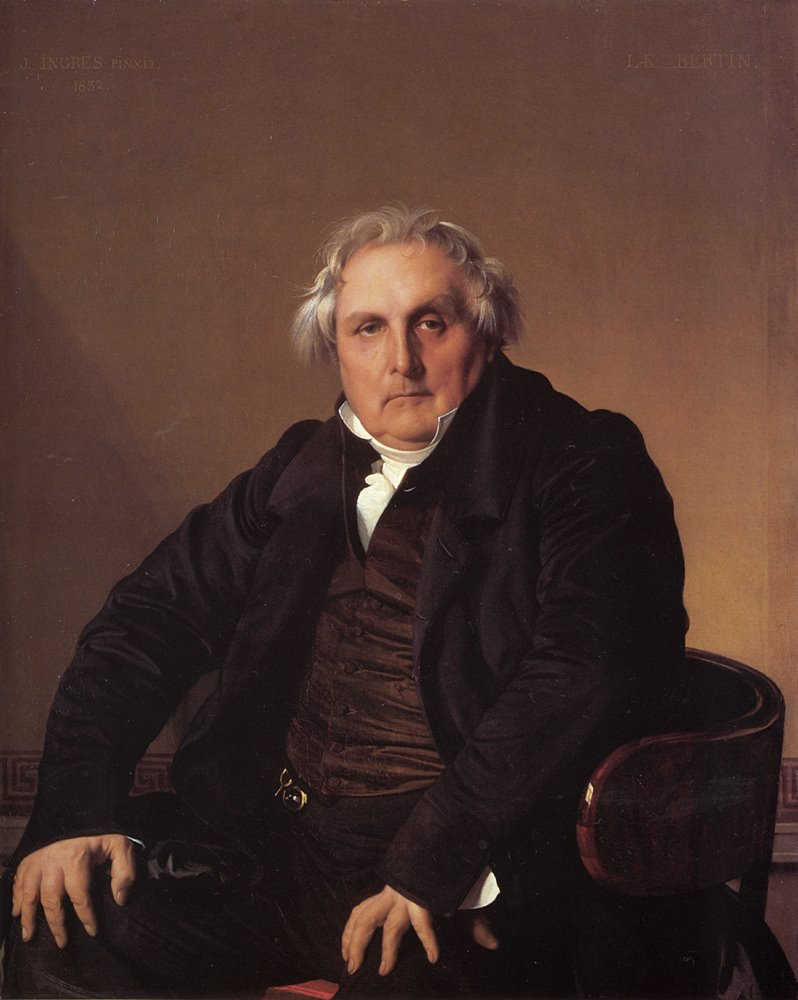 J. INGRES PINXIT.
1832.
L-F. BERTIN.